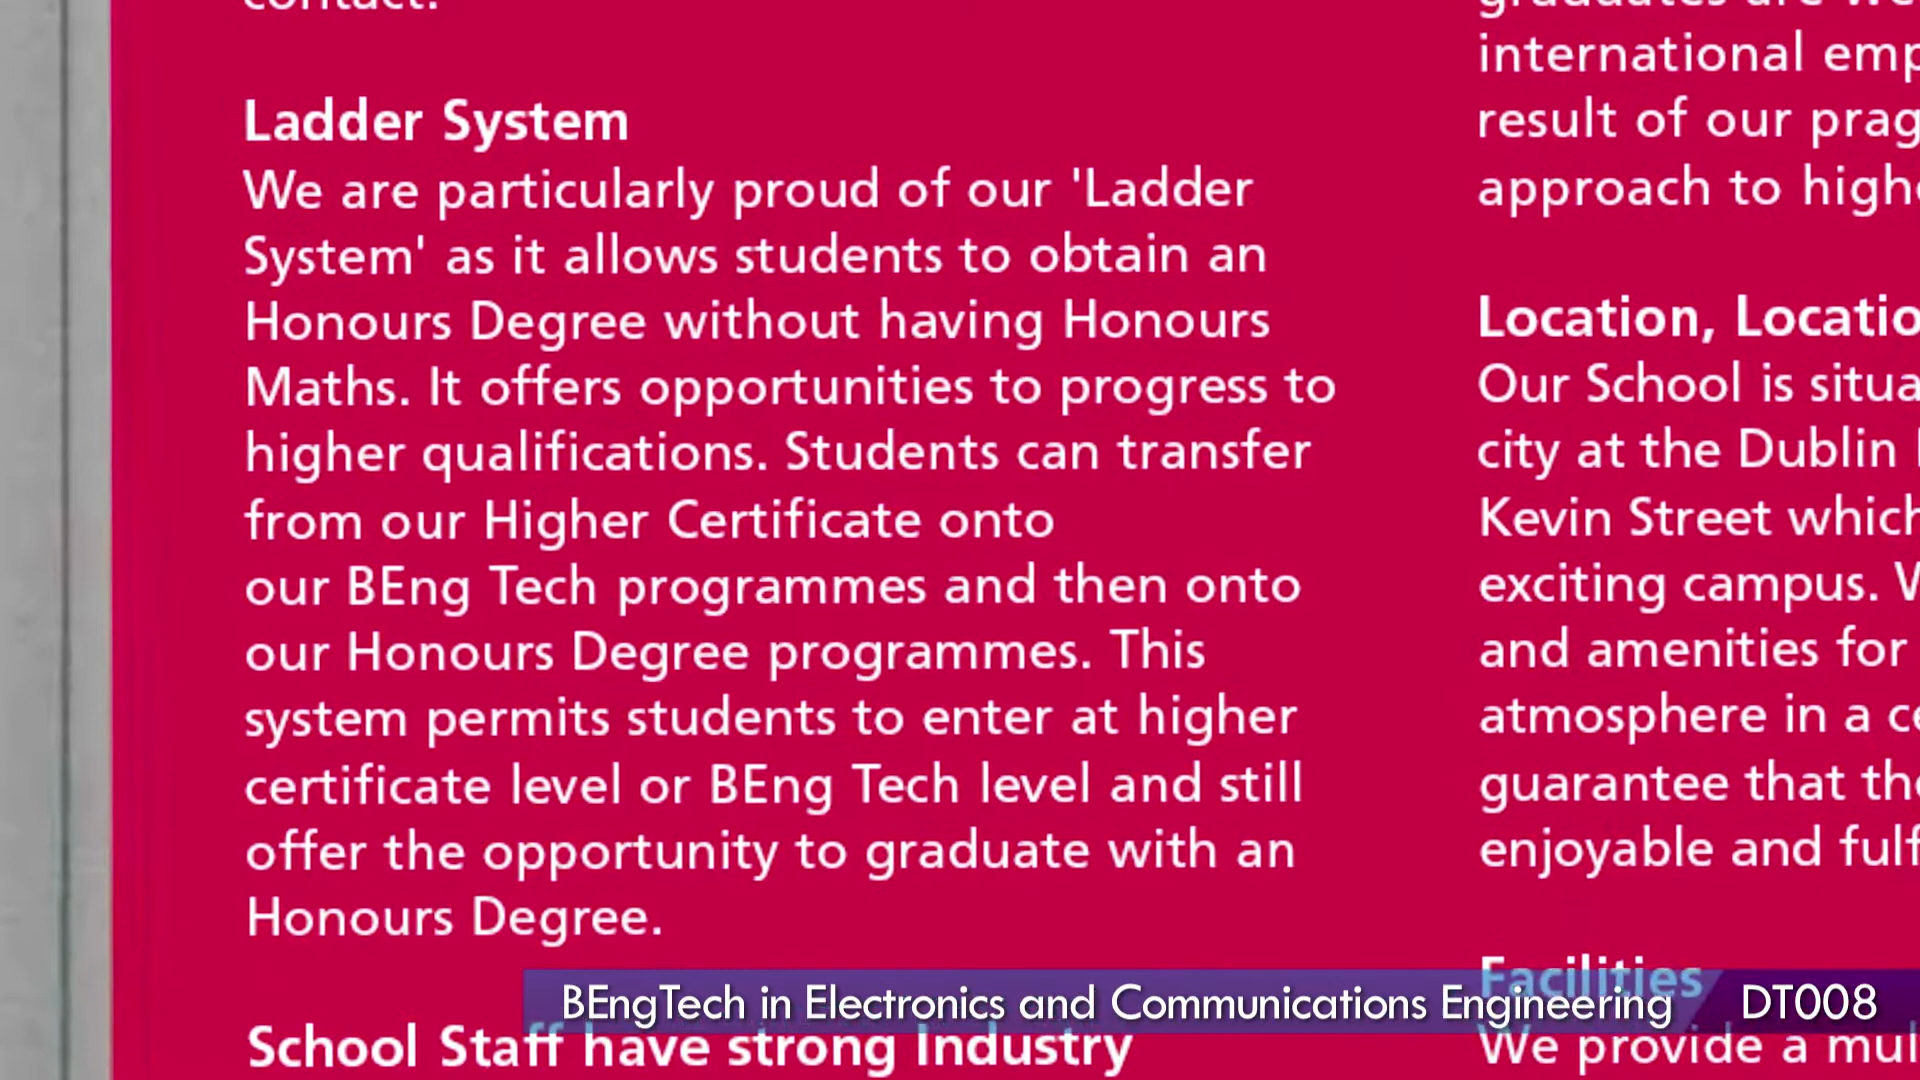 contact.
Ladder System
We are particularly proud of our 'Ladder
System' as it allows students to obtain an
Honours Degree without having Honours
Maths. It offers opportunities to progress to
higher qualifications. Students can transfer
from our Higher Certificate onto
our BEng Tech programmes and then onto
our Honours Degree programmes. This
system permits students to enter at higher
certificate level or BEng Tech level and still
offer the opportunity to graduate with an
Honours Degree.
School Staff have strong Industry
graduates are
international
result of our
approach to
Location,
Our School is
city at the Dublin
Kevin Street which
exciting campus.
and amenities for
atmosphere in a
guarantee that
enjoyable and
Facilities
We provide a
BEngTech in Electronics and Communications Engineering DT008